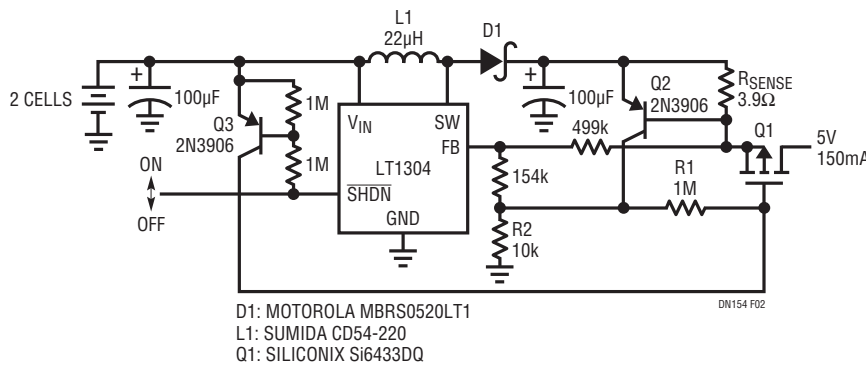 L1
22µH
D1
2 CELLS
+
100µF
1M
Q3
2N3906
1M
ON
OFF
VIN
SW
FB
LT1304
SHDN
GND
+
100µF
Q2
2N3906
RSENSE
3.9Ω
499k
Q1
5V
150mA
154k
R1
1M
R2
10k
DN154 F02
D1: MOTOROLA MBRS0520LT1
L1: SUMIDA CD54-220
Q1: SILICONIX Si6433DQ